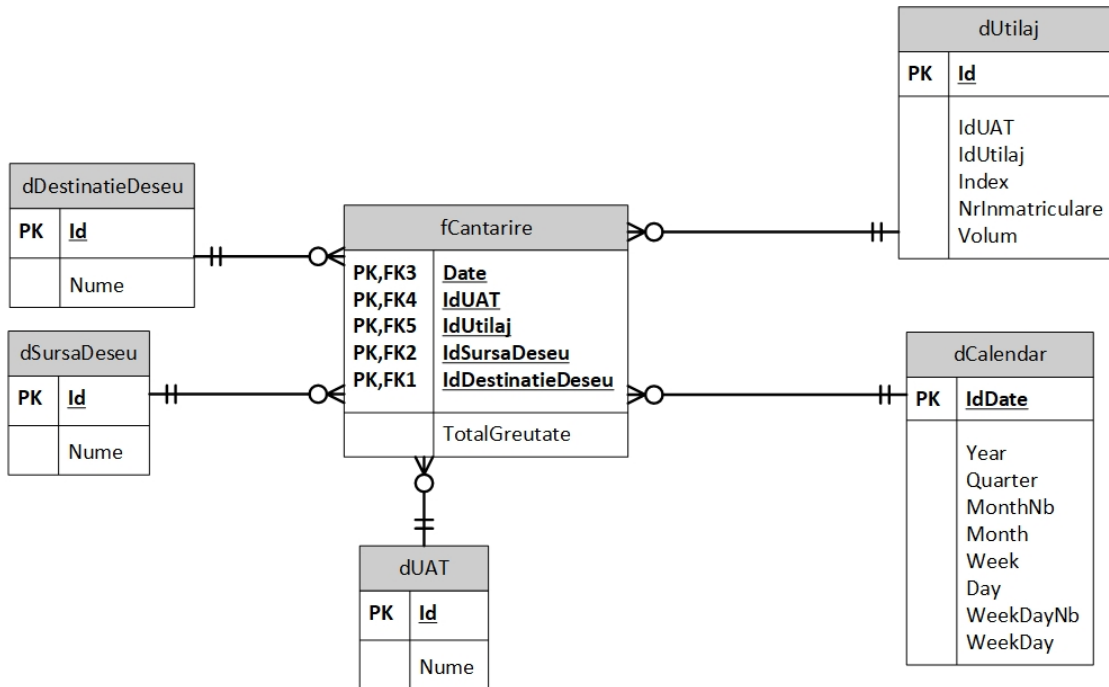 dUtilaj
PK Id
IdUAT
IdUtilaj
Index
NrInmatriculare
Volum
dDestinatieDeseu
PK Id
Nume
fCantarire
PK,FK3 Date
PK,FK4 IdUAT
PK,FK5 IdUtilaj
PK,FK2 IdSursaDeseu
PK,FK1 IdDestinatieDeseu
TotalGreutate
dSursaDeseu
PK Id
Nume
dCalendar
PK IdDate
Year
Quarter
MonthNb
Month
Week
Day
WeekDayNb
WeekDay
dUAT
PK Id
Nume